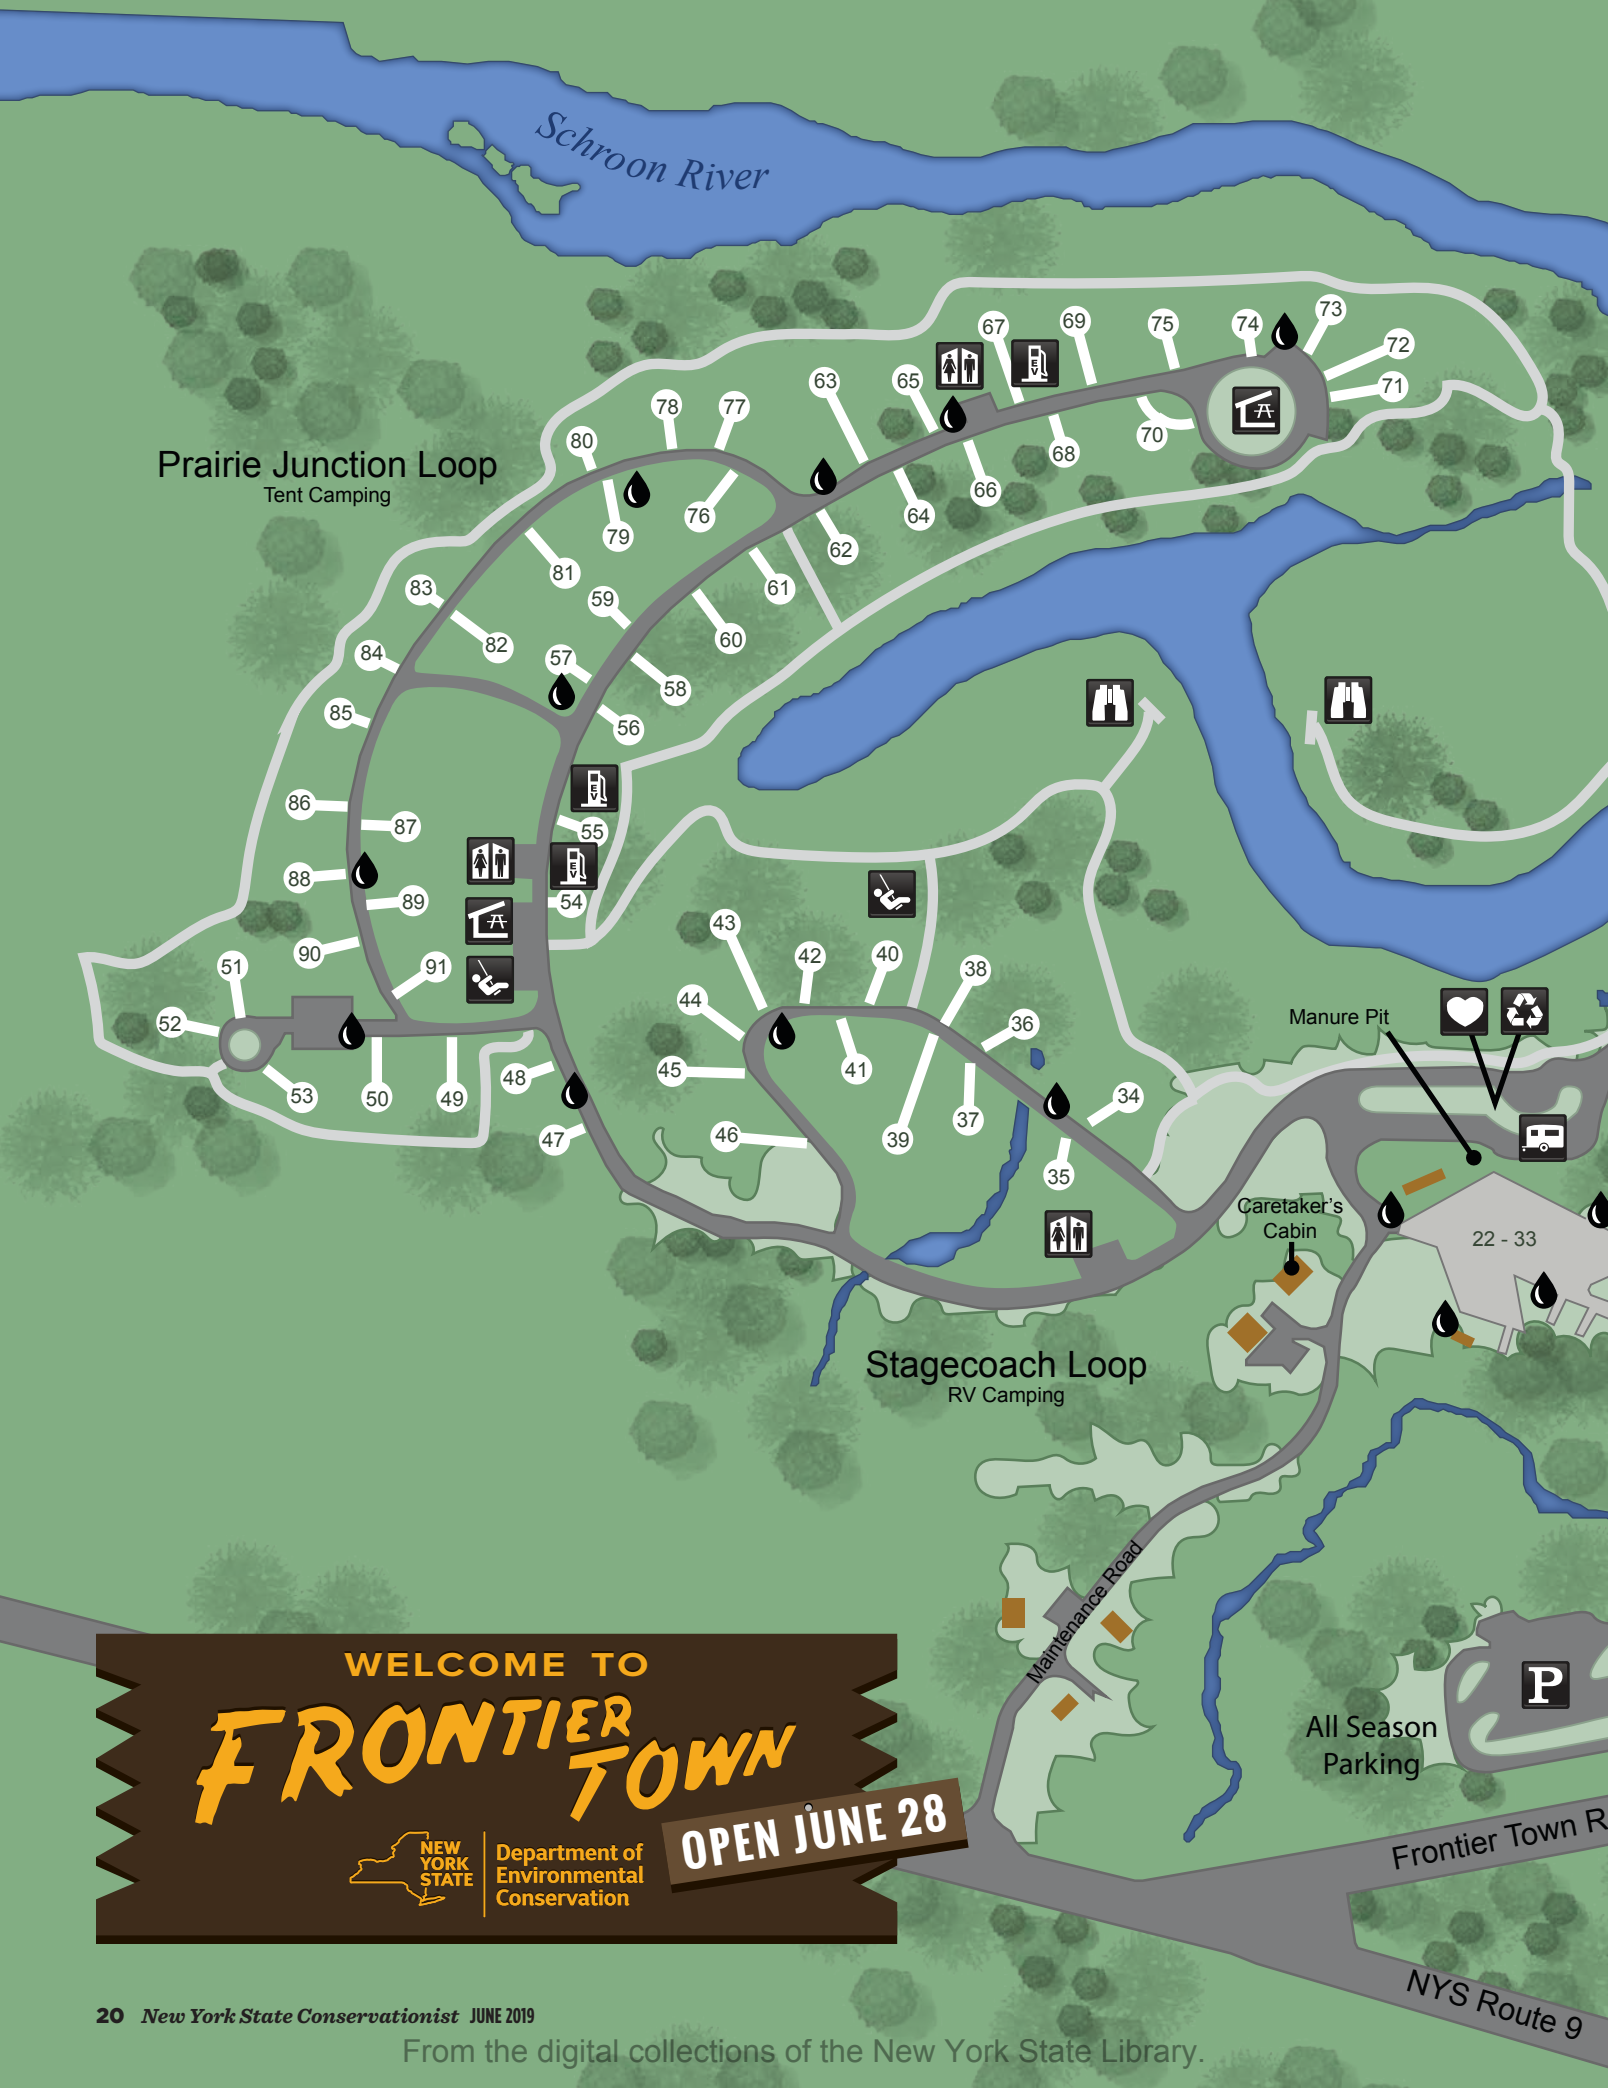 Schroon River
73
67
69
75
74
72
71
63
65
78
77
70
80
68
Prairie Junction Loop
Tent Camping
66
76
64
79
62
81
61
83
59
60
82
84
57
58
85
56
EV
EV
EV
86
87
55
88
89
54
43
90
51
91
42
40
38
44
52
36
Manure Pit
45
41
48
53
50
49
34
37
46
39
47
35
Caretaker's
Cabin
22 - 33
Stagecoach Loop
RV Camping
Maintenance Road
P
All Season
Parking
WELCOME TO
FRONTIER
TOWN
OPEN JUNE 28
NEW
YORK
STATE
Department of
Environmental
Conservation
Frontier Town R
NYS Route 9
20 New York State Conservationist JUNE 2019
From the digital collections of the New York State Library.